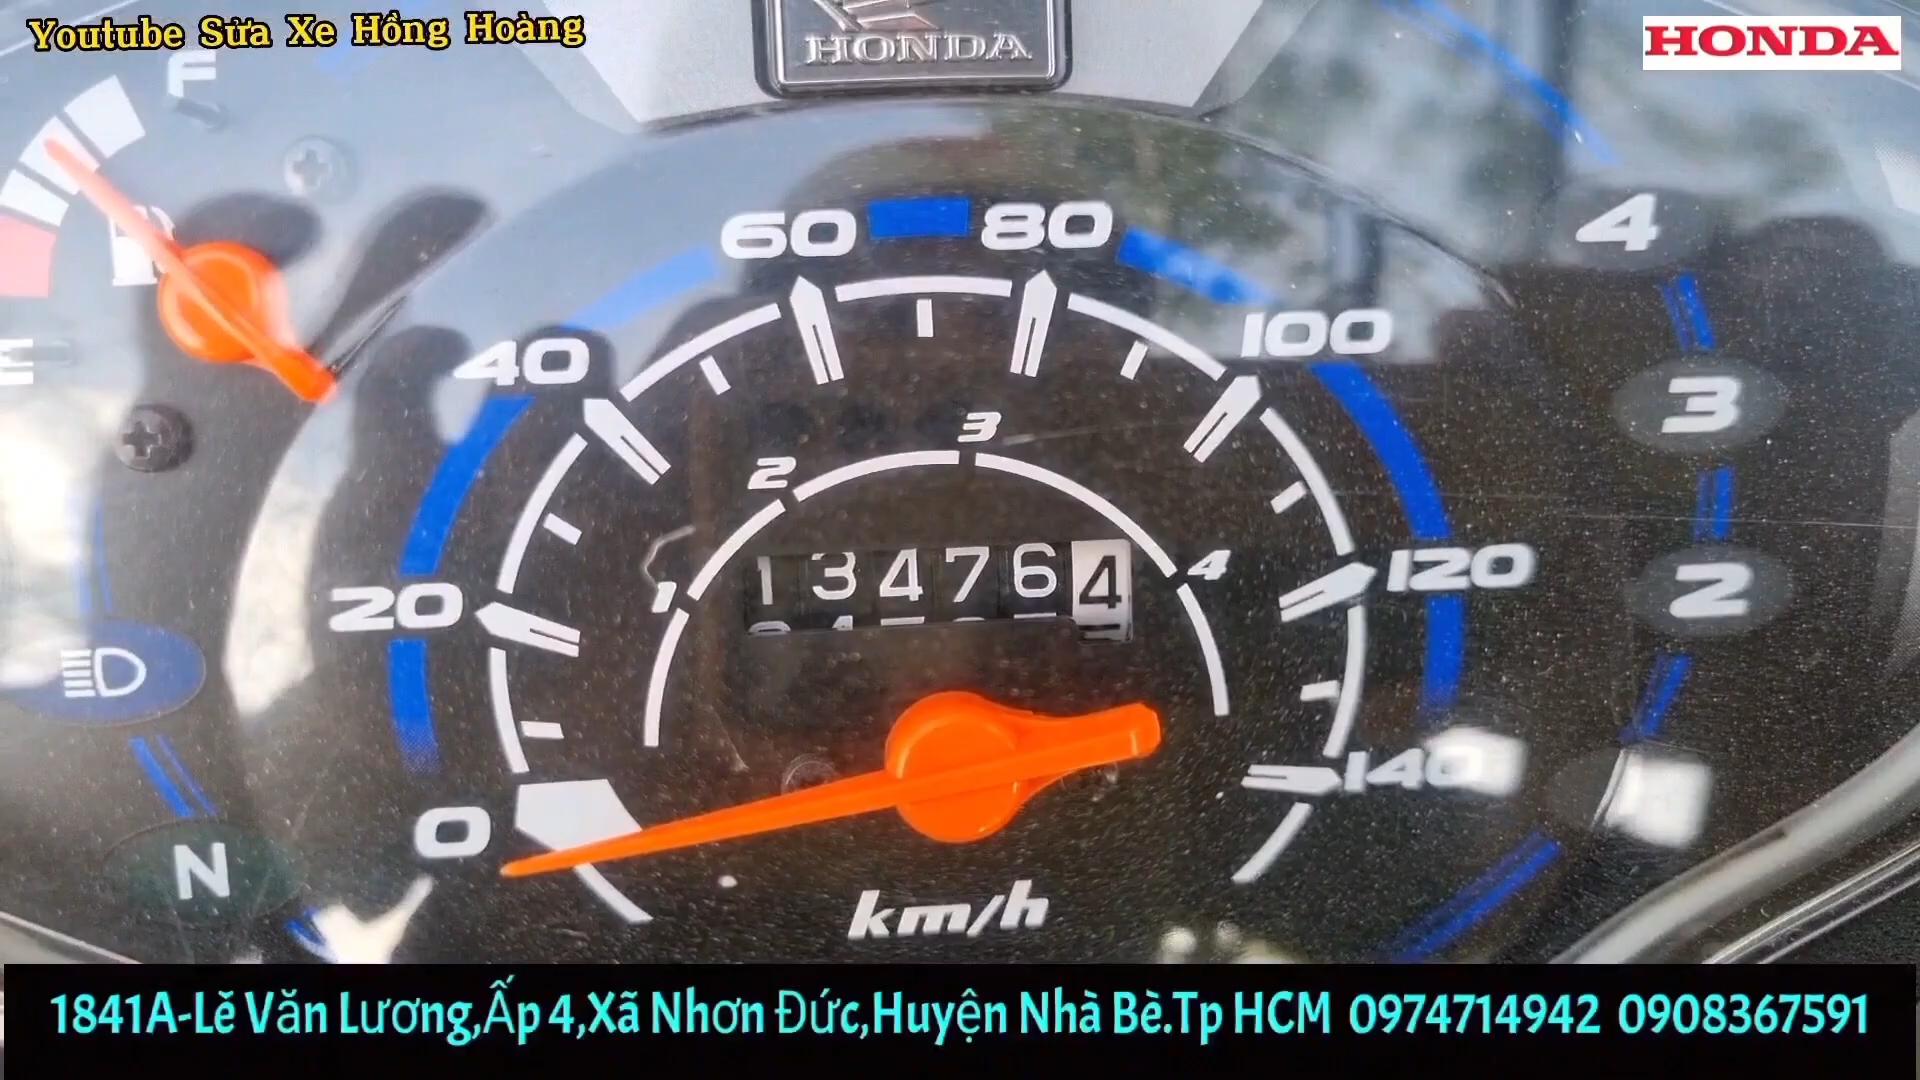 Youtube Sửa Xe Hồng Hoàng
HONDA
HONDA
F
E
60 80
40 100
20 120
0 140
2 3
1 4
134764
km/h
4
3
2
N
1841A-Lê Văn Lương,Ấp 4,Xã Nhơn Đức,Huyện Nhà Bè.Tp HCM 0974714942 0908367591